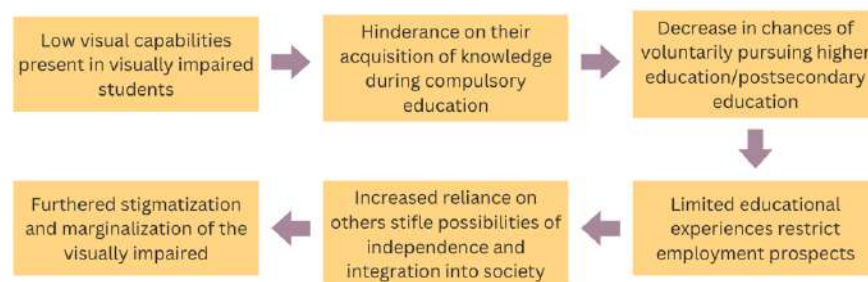 Low visual capabilities
present in visually impaired
students
Hinderance on their
acquisition of knowledge
during compulsory
education
Decrease in chances of
voluntarily pursuing higher
education/postsecondary
education
Limited educational
experiences restrict
employment prospects
Increased reliance on
others stifle possibilities of
independence and
integration into society
Furthered stigmatization
and marginalization of the
visually impaired